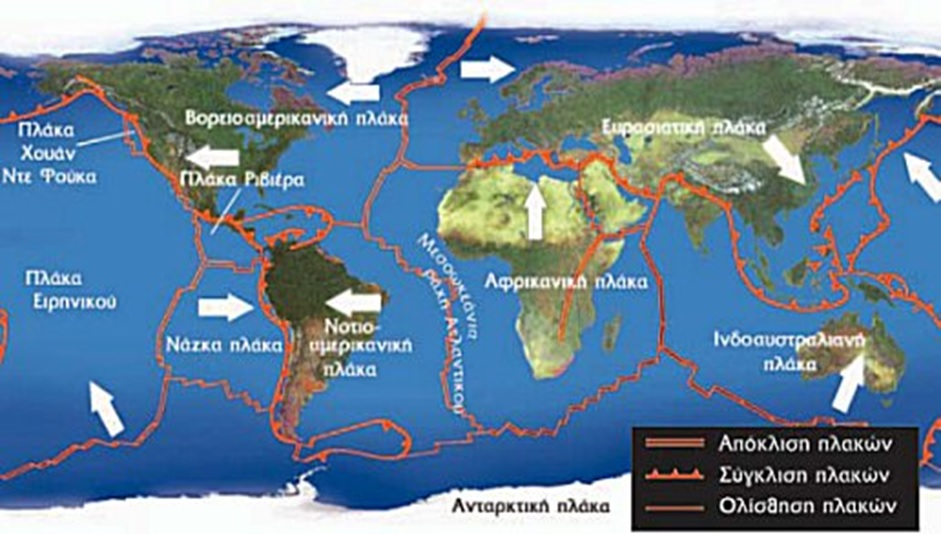 Βορειοαμερικανική πλάκα
Πλάκα
Χουάν
Ντε Φούκα
Πλάκα Ριβιέρα
Ευρασιατική πλάκα
Πλάκα
Ειρηνικού
Νάζκα πλάκα
Νοτιο-
αμερικανική
πλάκα
Μεσωκεάνια
ράχη Ατλαντικού
Αφρικανική πλάκα
Ινδοαυστραλιανή
πλάκα
Ανταρκτική πλάκα
Απόκλιση πλακών
Σύγκλιση πλακών
Ολίσθηση πλακών